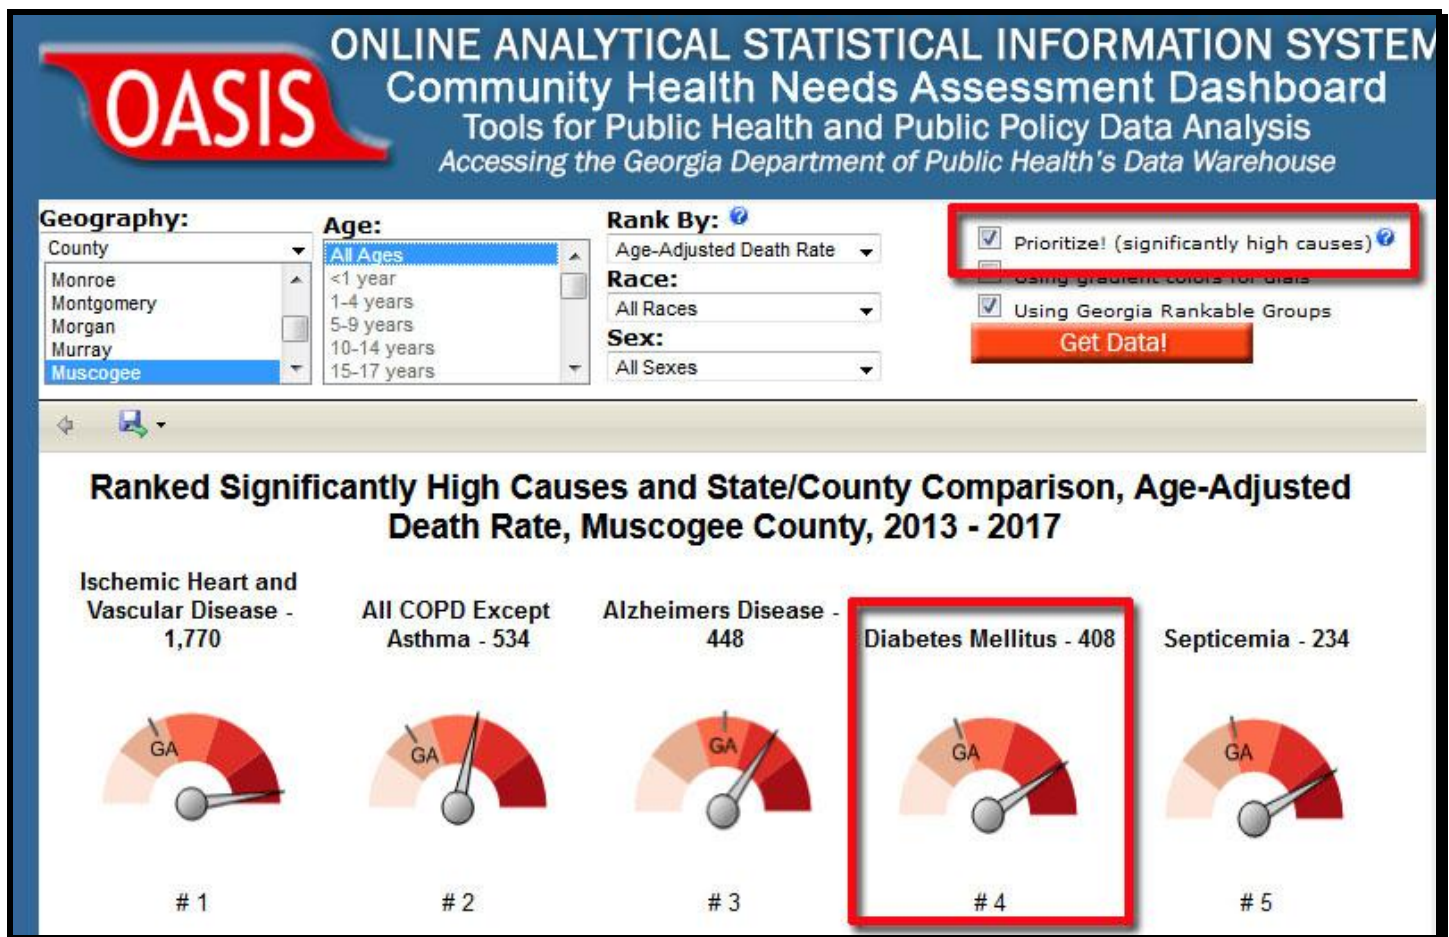 OASIS
ONLINE ANALYTICAL STATISTICAL INFORMATION SYSTEM
Community Health Needs Assessment Dashboard
Tools for Public Health and Public Policy Data Analysis
Accessing the Georgia Department of Public Health's Data Warehouse
Geography:
County
Monroe
Montgomery
Morgan
Murray
Muscogee
Age:
All Ages
<1 year
1-4 years
5-9 years
10-14 years
15-17 years
Rank By: ?
Age-Adjusted Death Rate
Race:
All Races
Sex:
All Sexes
Prioritize! (significantly high causes) ?
Using gradient colors for dials
Using Georgia Rankable Groups
Get Data!
Ranked Significantly High Causes and State/County Comparison, Age-Adjusted
Death Rate, Muscogee County, 2013 - 2017
Ischemic Heart and
Vascular Disease -
1,770
GA
# 1
All COPD Except
Asthma - 534
GA
# 2
Alzheimers Disease -
448
GA
# 3
Diabetes Mellitus - 408
GA
# 4
Septicemia - 234
GA
# 5